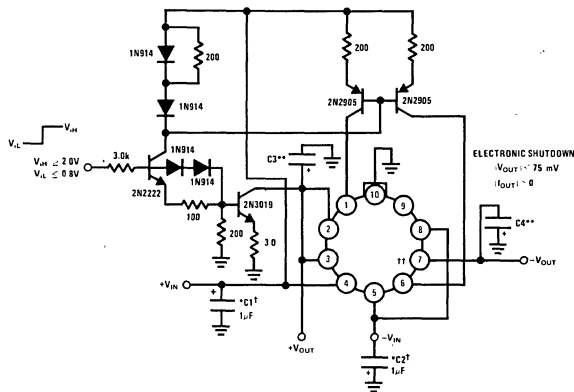 1N914
200
1N914
200
200
2N2905
2N2905
V_IL V_IH
V_IH ≥ 2.0V
V_IL ≤ 0.8V
3.0k
1N914
1N914
2N2222
100
200
2N3019
3.0
C3**
+
ELECTRONIC SHUTDOWN
V_OUT ~ 75 mV
I_OUT ~ 0
C4**
+
1
2
3
4
5
6
7
8
9
10
††
-V_OUT
+V_IN
+
*C1†
1µF
+V_OUT
-V_IN
*C2†
1µF
+